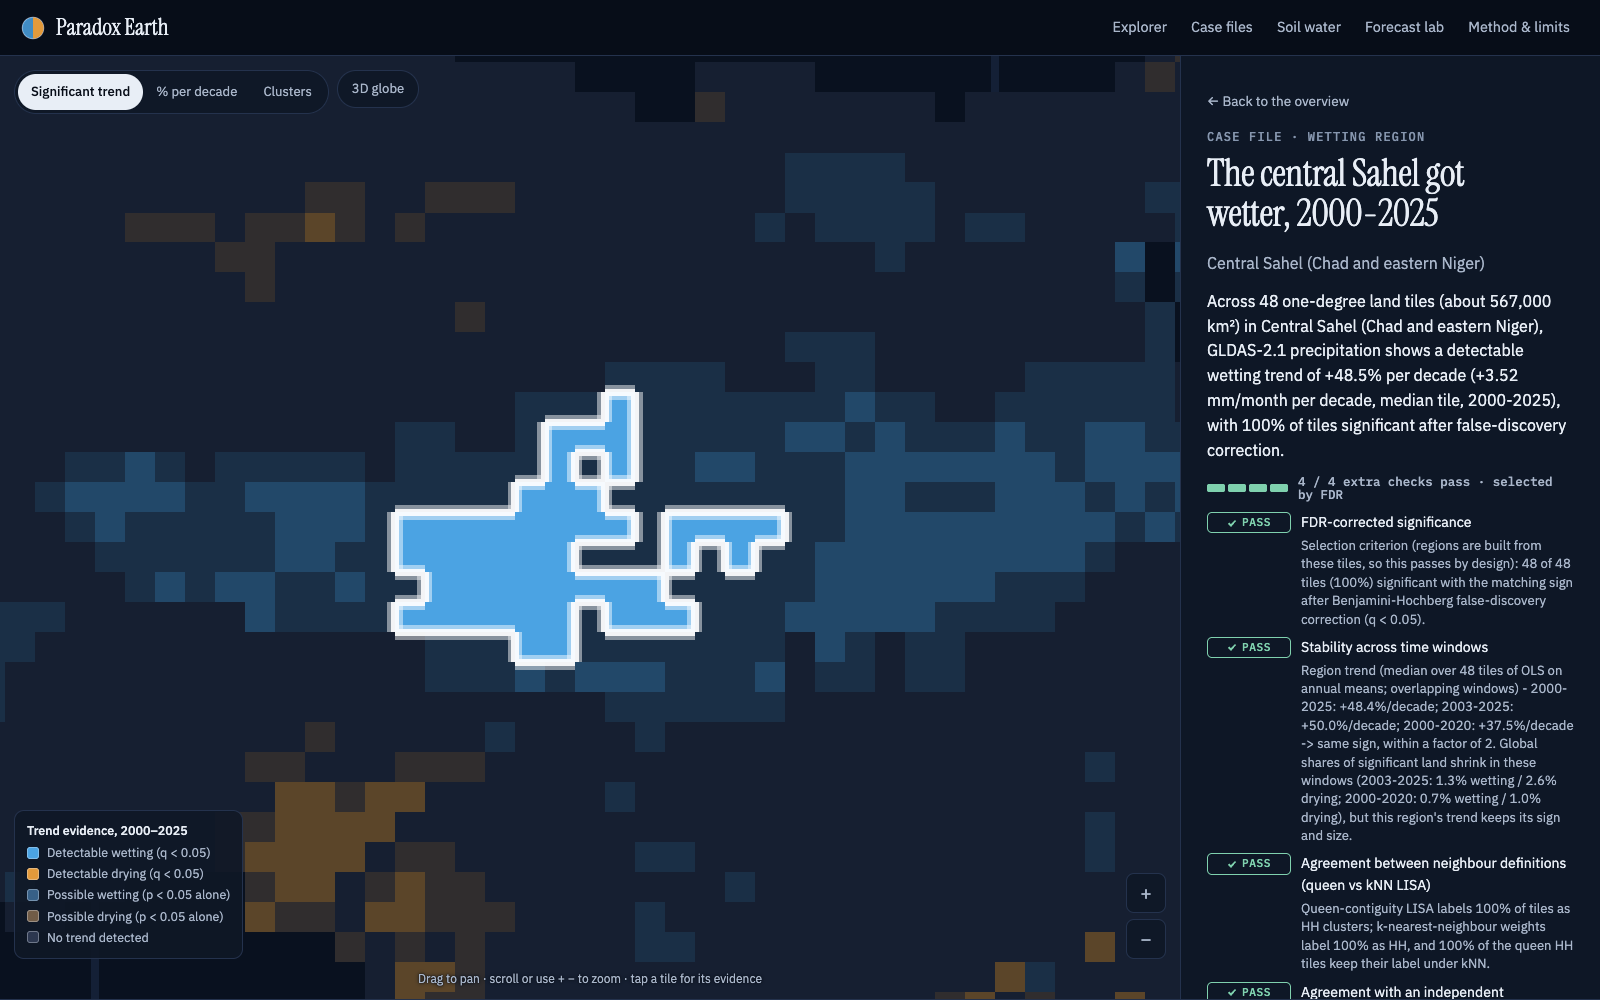 Paradox Earth
Explorer
Case files
Soil water
Forecast lab
Method & limits
Significant trend
% per decade
Clusters
3D globe
← Back to the overview
CASE FILE · WETTING REGION
The central Sahel got
wetter, 2000–2025
Central Sahel (Chad and eastern Niger)
Across 48 one-degree land tiles (about 567,000
km²) in Central Sahel (Chad and eastern Niger),
GLDAS-2.1 precipitation shows a detectable
wetting trend of +48.5% per decade (+3.52
mm/month per decade, median tile, 2000-2025),
with 100% of tiles significant after false-discovery
correction.
4 / 4 extra checks pass · selected
by FDR
✓ PASS
FDR-corrected significance
Selection criterion (regions are built from
these tiles, so this passes by design): 48 of 48
tiles (100%) significant with the matching sign
after Benjamini-Hochberg false-discovery
correction (q < 0.05).
✓ PASS
Stability across time windows
Region trend (median over 48 tiles of OLS on
annual means; overlapping windows) - 2000-
2025: +48.4%/decade; 2003-2025:
+50.0%/decade; 2000-2020: +37.5%/decade
-> same sign, within a factor of 2. Global
shares of significant land shrink in these
windows (2003-2025: 1.3% wetting / 2.6%
drying; 2000-2020: 0.7% wetting / 1.0%
drying), but this region's trend keeps its sign
and size.
✓ PASS
Agreement between neighbour definitions
(queen vs kNN LISA)
Queen-contiguity LISA labels 100% of tiles as
HH clusters; k-nearest-neighbour weights
label 100% as HH, and 100% of the queen HH
tiles keep their label under kNN.
✓ PASS
Agreement with an independent
Trend evidence, 2000–2025
Detectable wetting (q < 0.05)
Detectable drying (q < 0.05)
Possible wetting (p < 0.05 alone)
Possible drying (p < 0.05 alone)
No trend detected
+
−
Drag to pan · scroll or use + − to zoom · tap a tile for its evidence